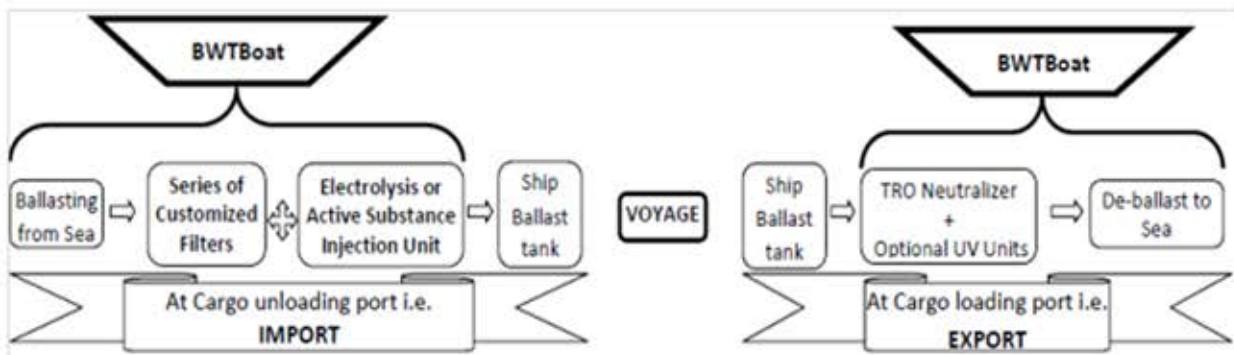 BWTBoat
Ballasting
from Sea
Series of
Customized
Filters
Electrolysis or
Active Substance
Injection Unit
Ship
Ballast
tank
At Cargo unloading port i.e.
IMPORT
VOYAGE
BWTBoat
Ship
Ballast
tank
TRO Neutralizer
+
Optional UV Units
De-ballast to
Sea
At Cargo loading port i.e.
EXPORT